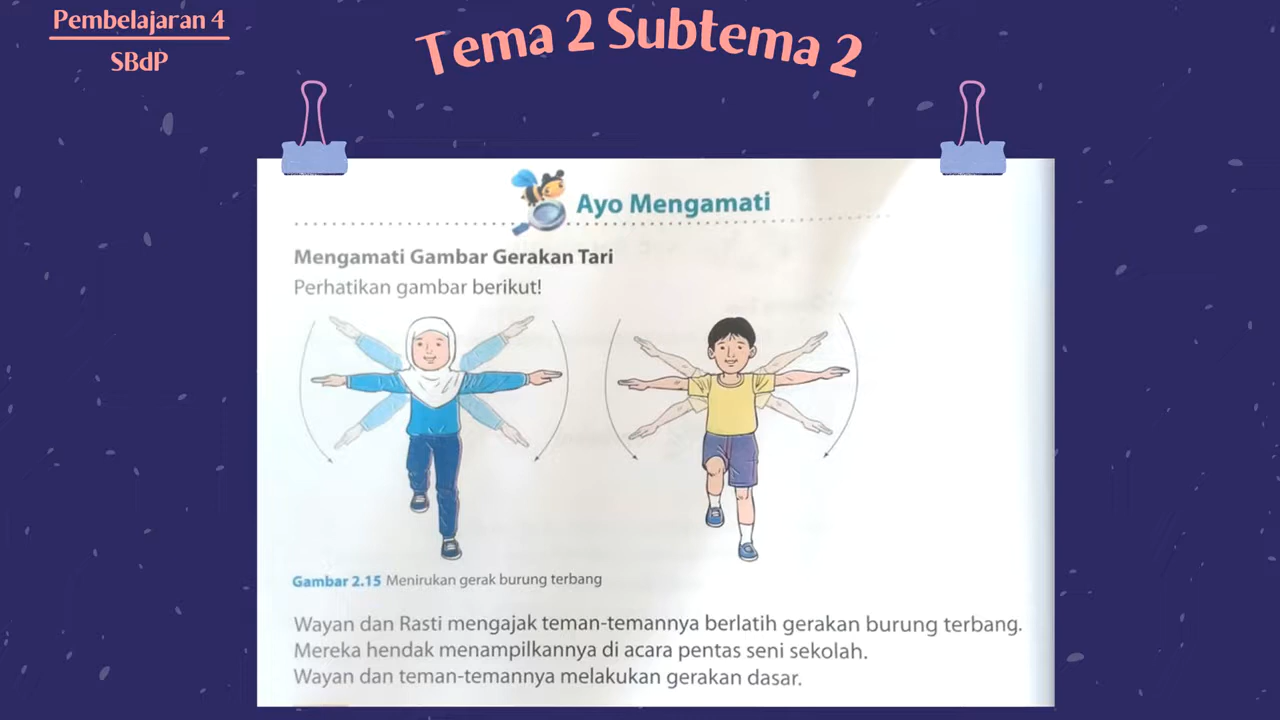 Pembelajaran 4
SBdP
Tema 2 Subtema 2
Ayo Mengamati
Mengamati Gambar Gerakan Tari
Perhatikan gambar berikut!
Gambar 2.15 Menirukan gerak burung terbang
Wayan dan Rasti mengajak teman-temannya berlatih gerakan burung terbang.
Mereka hendak menampilkannya di acara pentas seni sekolah.
Wayan dan teman-temannya melakukan gerakan dasar.